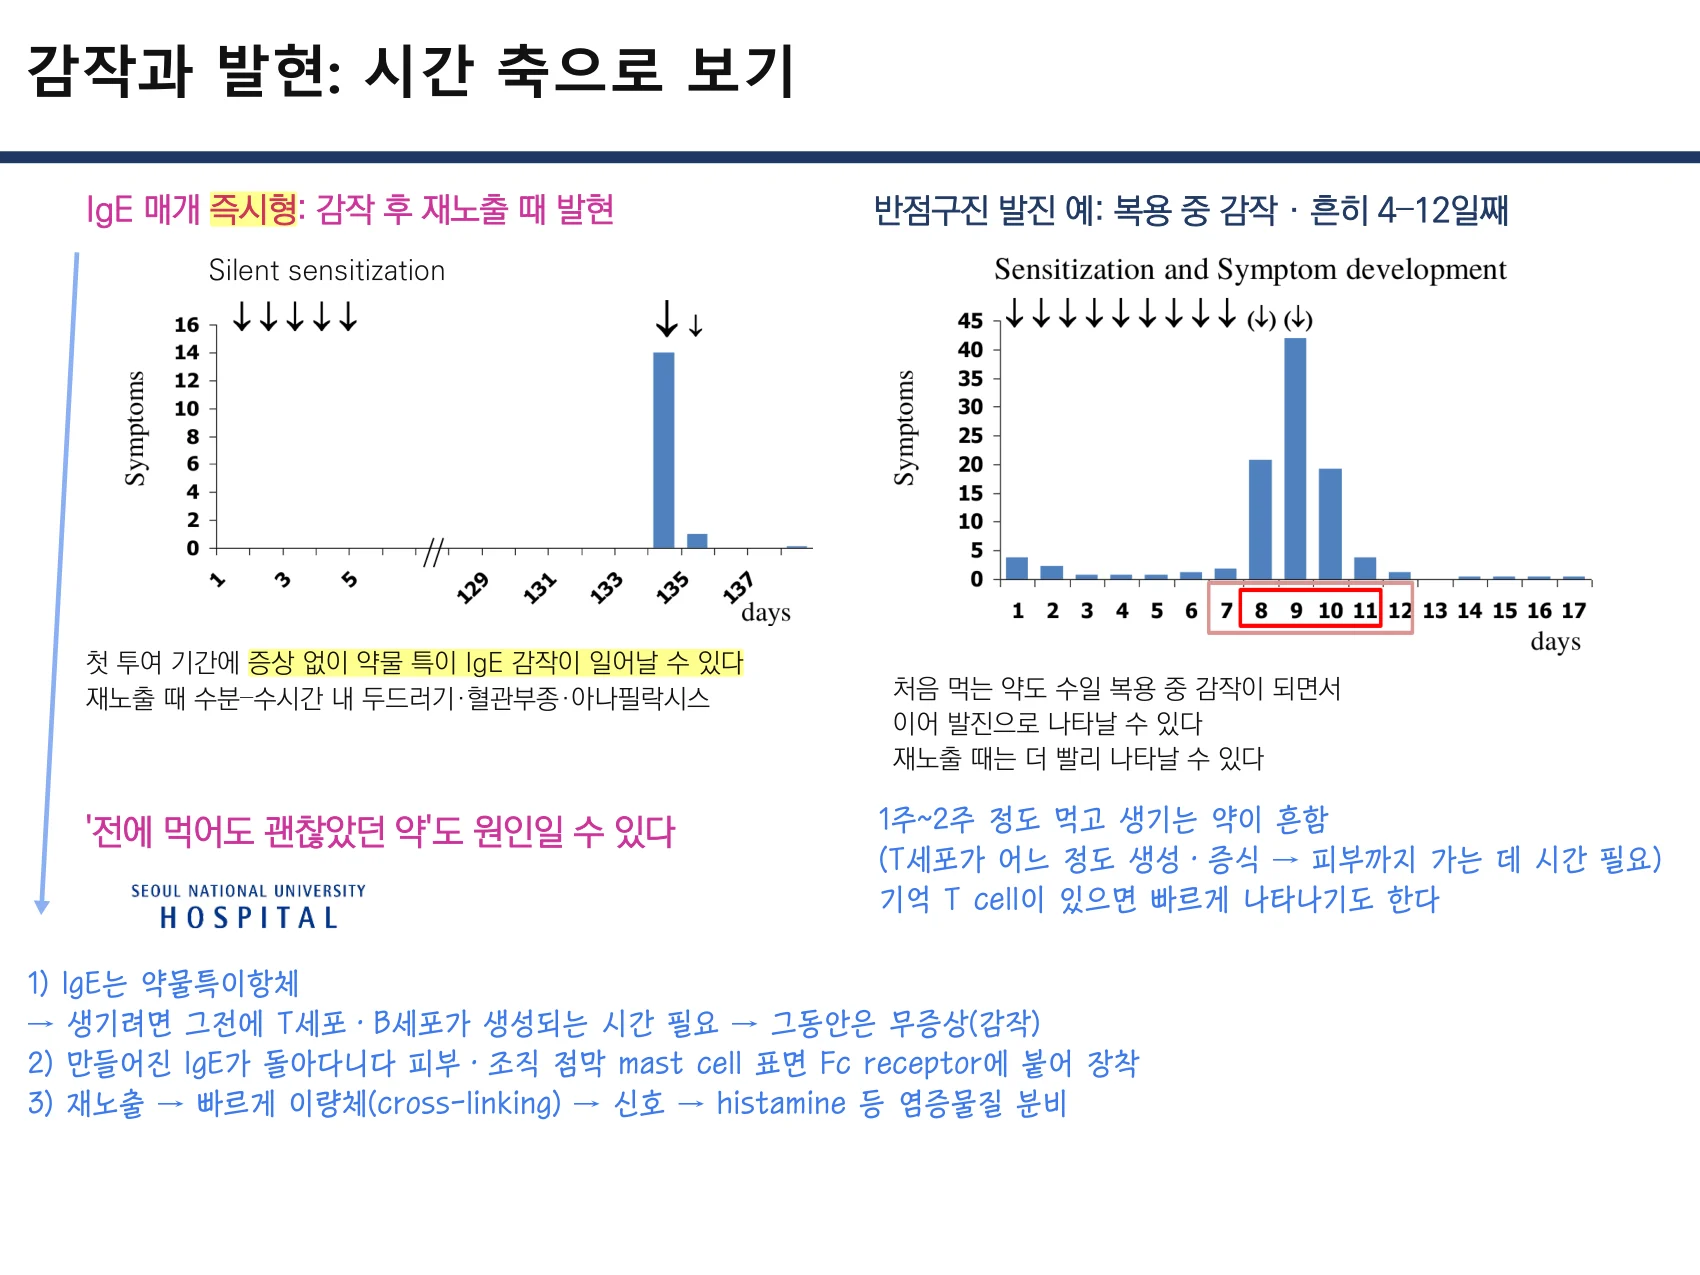 감작과 발현: 시간 축으로 보기
IgE 매개 즉시형: 감작 후 재노출 때 발현
Silent sensitization
16
14
12
10
8
6
4
2
0
Symptoms
1 3 5 129 131 133 135 137
days
첫 투여 기간에 증상 없이 약물 특이 IgE 감작이 일어날 수 있다
재노출 때 수분–수시간 내 두드러기·혈관부종·아나필락시스
'전에 먹어도 괜찮았던 약'도 원인일 수 있다
SEOUL NATIONAL UNIVERSITY
HOSPITAL
반점구진 발진 예: 복용 중 감작 · 흔히 4–12일째
Sensitization and Symptom development
(↓) (↓)
45
40
35
30
25
20
15
10
5
0
Symptoms
1 2 3 4 5 6 7 8 9 10 11 12 13 14 15 16 17
days
처음 먹는 약도 수일 복용 중 감작이 되면서
이어 발진으로 나타날 수 있다
재노출 때는 더 빨리 나타날 수 있다
1주~2주 정도 먹고 생기는 약이 흔함
(T세포가 어느 정도 생성·증식 → 피부까지 가는 데 시간 필요)
기억 T cell이 있으면 빠르게 나타나기도 한다
1) IgE는 약물특이항체
→ 생기려면 그전에 T세포·B세포가 생성되는 시간 필요 → 그동안은 무증상(감작)
2) 만들어진 IgE가 돌아다니다 피부·조직 점막 mast cell 표면 Fc receptor에 붙어 장착
3) 재노출 → 빠르게 이량체(cross-linking) → 신호 → histamine 등 염증물질 분비